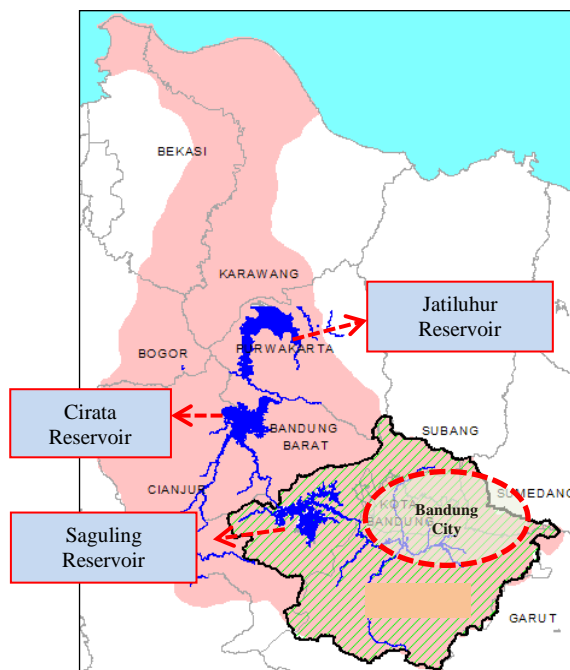 BEKASI
KARAWANG
Jatiluhur
Reservoir
PURWAKARTA
BOGOR
Cirata
Reservoir
BANDUNG
BARAT
SUBANG
CIANJUR
SUMEDANG
KOTA
BANDUNG
Bandung
City
Saguling
Reservoir
GARUT